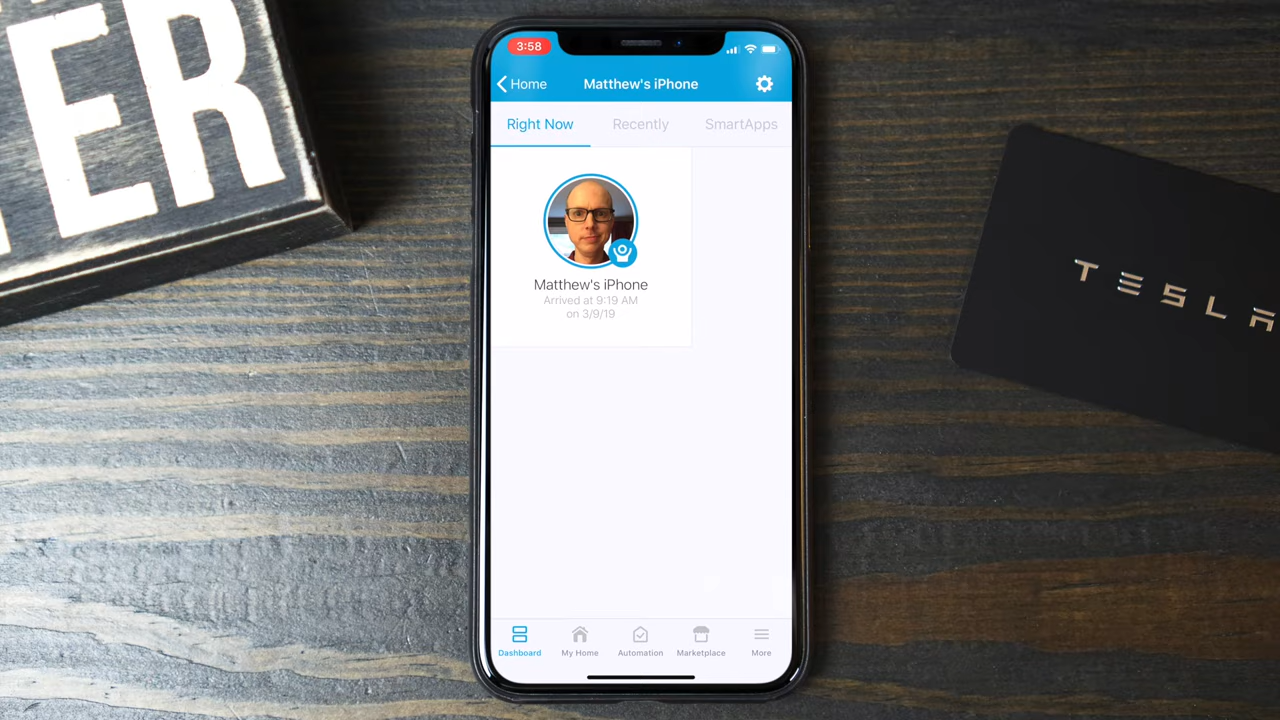 ER
3:58
Home
Matthew's iPhone
Right Now
Recently
SmartApps
Matthew's iPhone
Arrived at 9:19 AM
on 3/9/19
Dashboard
My Home
Automation
Marketplace
More
TESLA